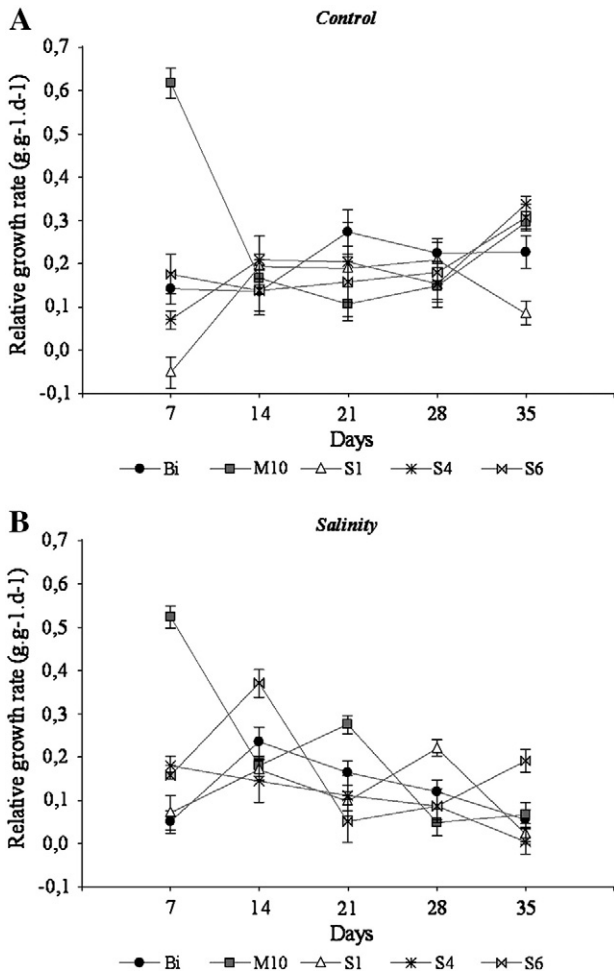 A
Control
Relative growth rate (g.g-1.d-1)
0,7
0,6
0,5
0,4
0,3
0,2
0,1
0,0
-0,1
7 14 21 28 35
Days
Bi M10 S1 S4 S6
B
Salinity
Relative growth rate (g.g-1.d-1)
0,7
0,6
0,5
0,4
0,3
0,2
0,1
0,0
-0,1
7 14 21 28 35
Days
Bi M10 S1 S4 S6